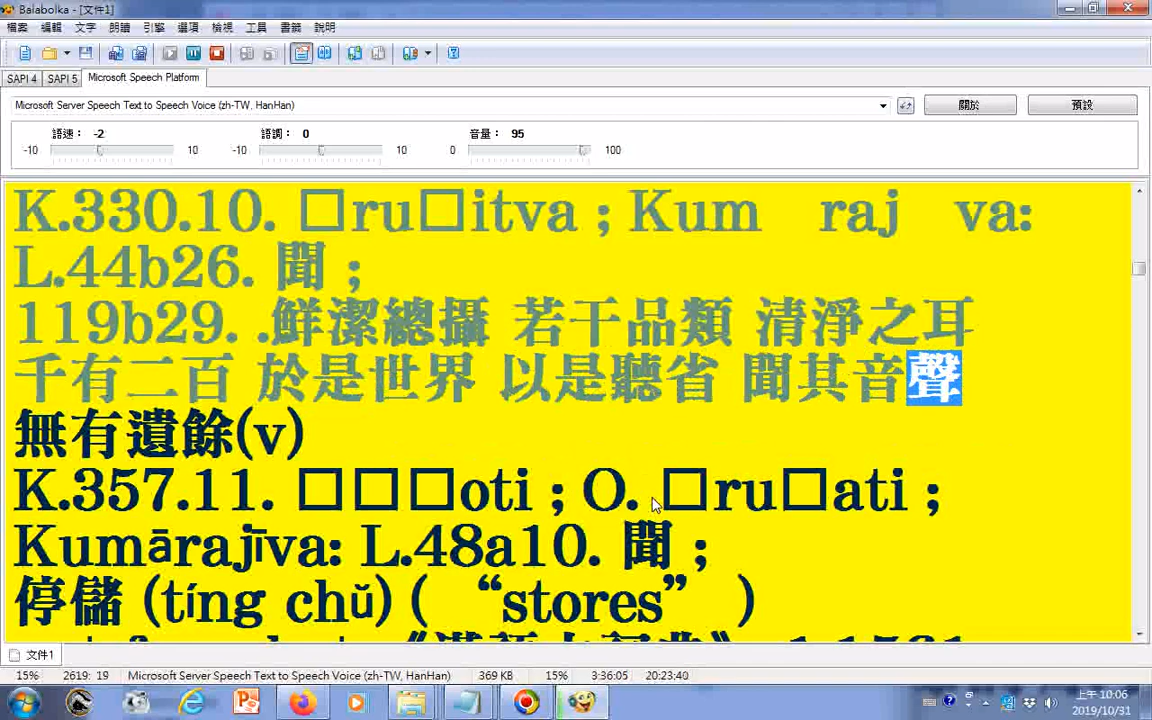 Balabolka - [文件1]
檔案 編輯 文字 朗讀 引擎 選項 檢視 工具 書籤 說明
SAPI 4 SAPI 5 Microsoft Speech Platform
Microsoft Server Speech Text to Speech Voice (zh-TW, HanHan) 關於 預設
語速： -2 語調： 0 音量： 95
-10 10 -10 10 0 100
K.330.10. □ru□itva ; Kum raj va:
L.44b26. 聞 ;
119b29. .鮮潔總攝 若干品類 清淨之耳
千有二百 於是世界 以是聽省 聞其音聲
無有遺餘(v)
K.357.11. □□□oti ; O. □ru□ati ;
Kumārajīva: L.48a10. 聞 ;
停儲 (tíng chǔ) ( “stores” )
文件1
15% 2619: 19 Microsoft Server Speech Text to Speech Voice (zh-TW, HanHan) 369 KB 15% 3:36:05 20:23:40
上午 10:06
2019/10/31